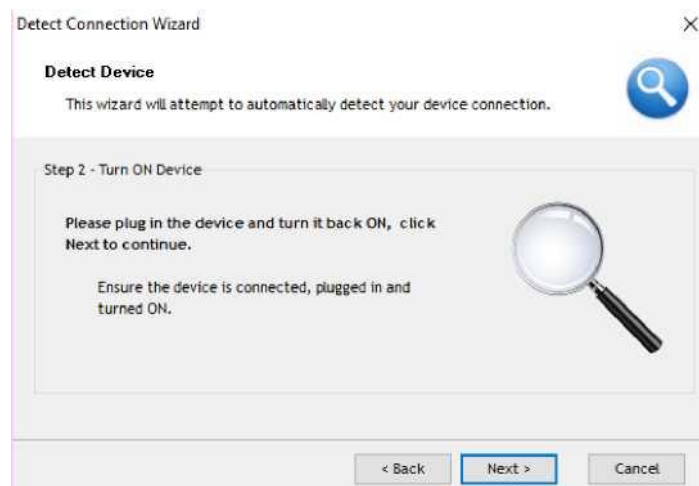 Detect Connection Wizard
Detect Device
This wizard will attempt to automatically detect your device connection.
Step 2 - Turn ON Device
Please plug in the device and turn it back ON, click
Next to continue.
Ensure the device is connected, plugged in and
turned ON.
< Back Next > Cancel